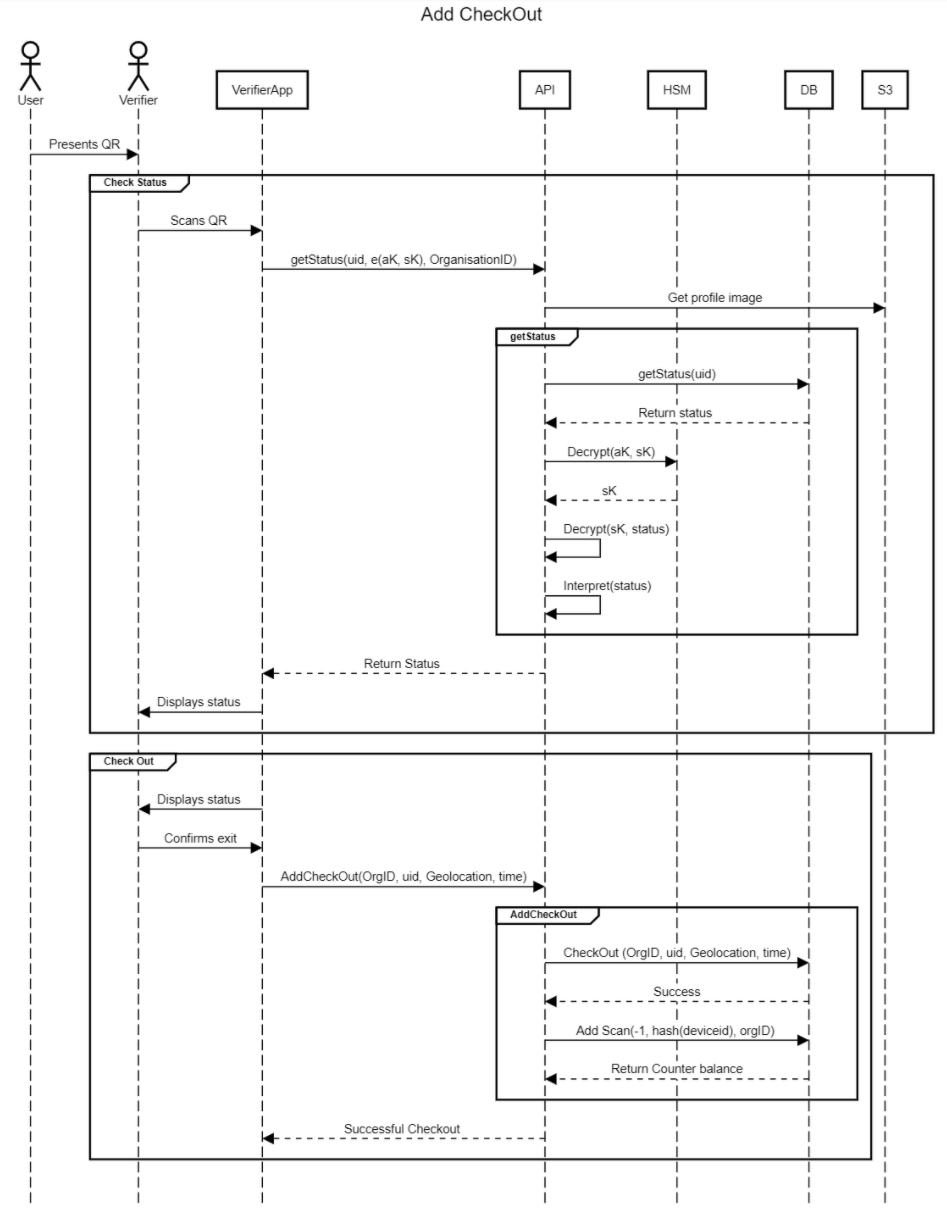 Add CheckOut
User
Verifier
VerifierApp
API
HSM
DB
S3
Presents QR
Check Status
Scans QR
getStatus(uid, e(aK, sK), OrganisationID)
Get profile image
getStatus
getStatus(uid)
Return status
Decrypt(aK, sK)
sK
Decrypt(sK, status)
Interpret(status)
Return Status
Displays status
Check Out
Displays status
Confirms exit
AddCheckOut(OrgID, uid, Geolocation, time)
AddCheckOut
CheckOut (OrgID, uid, Geolocation, time)
Success
Add Scan(-1, hash(deviceid), orgID)
Return Counter balance
Successful Checkout